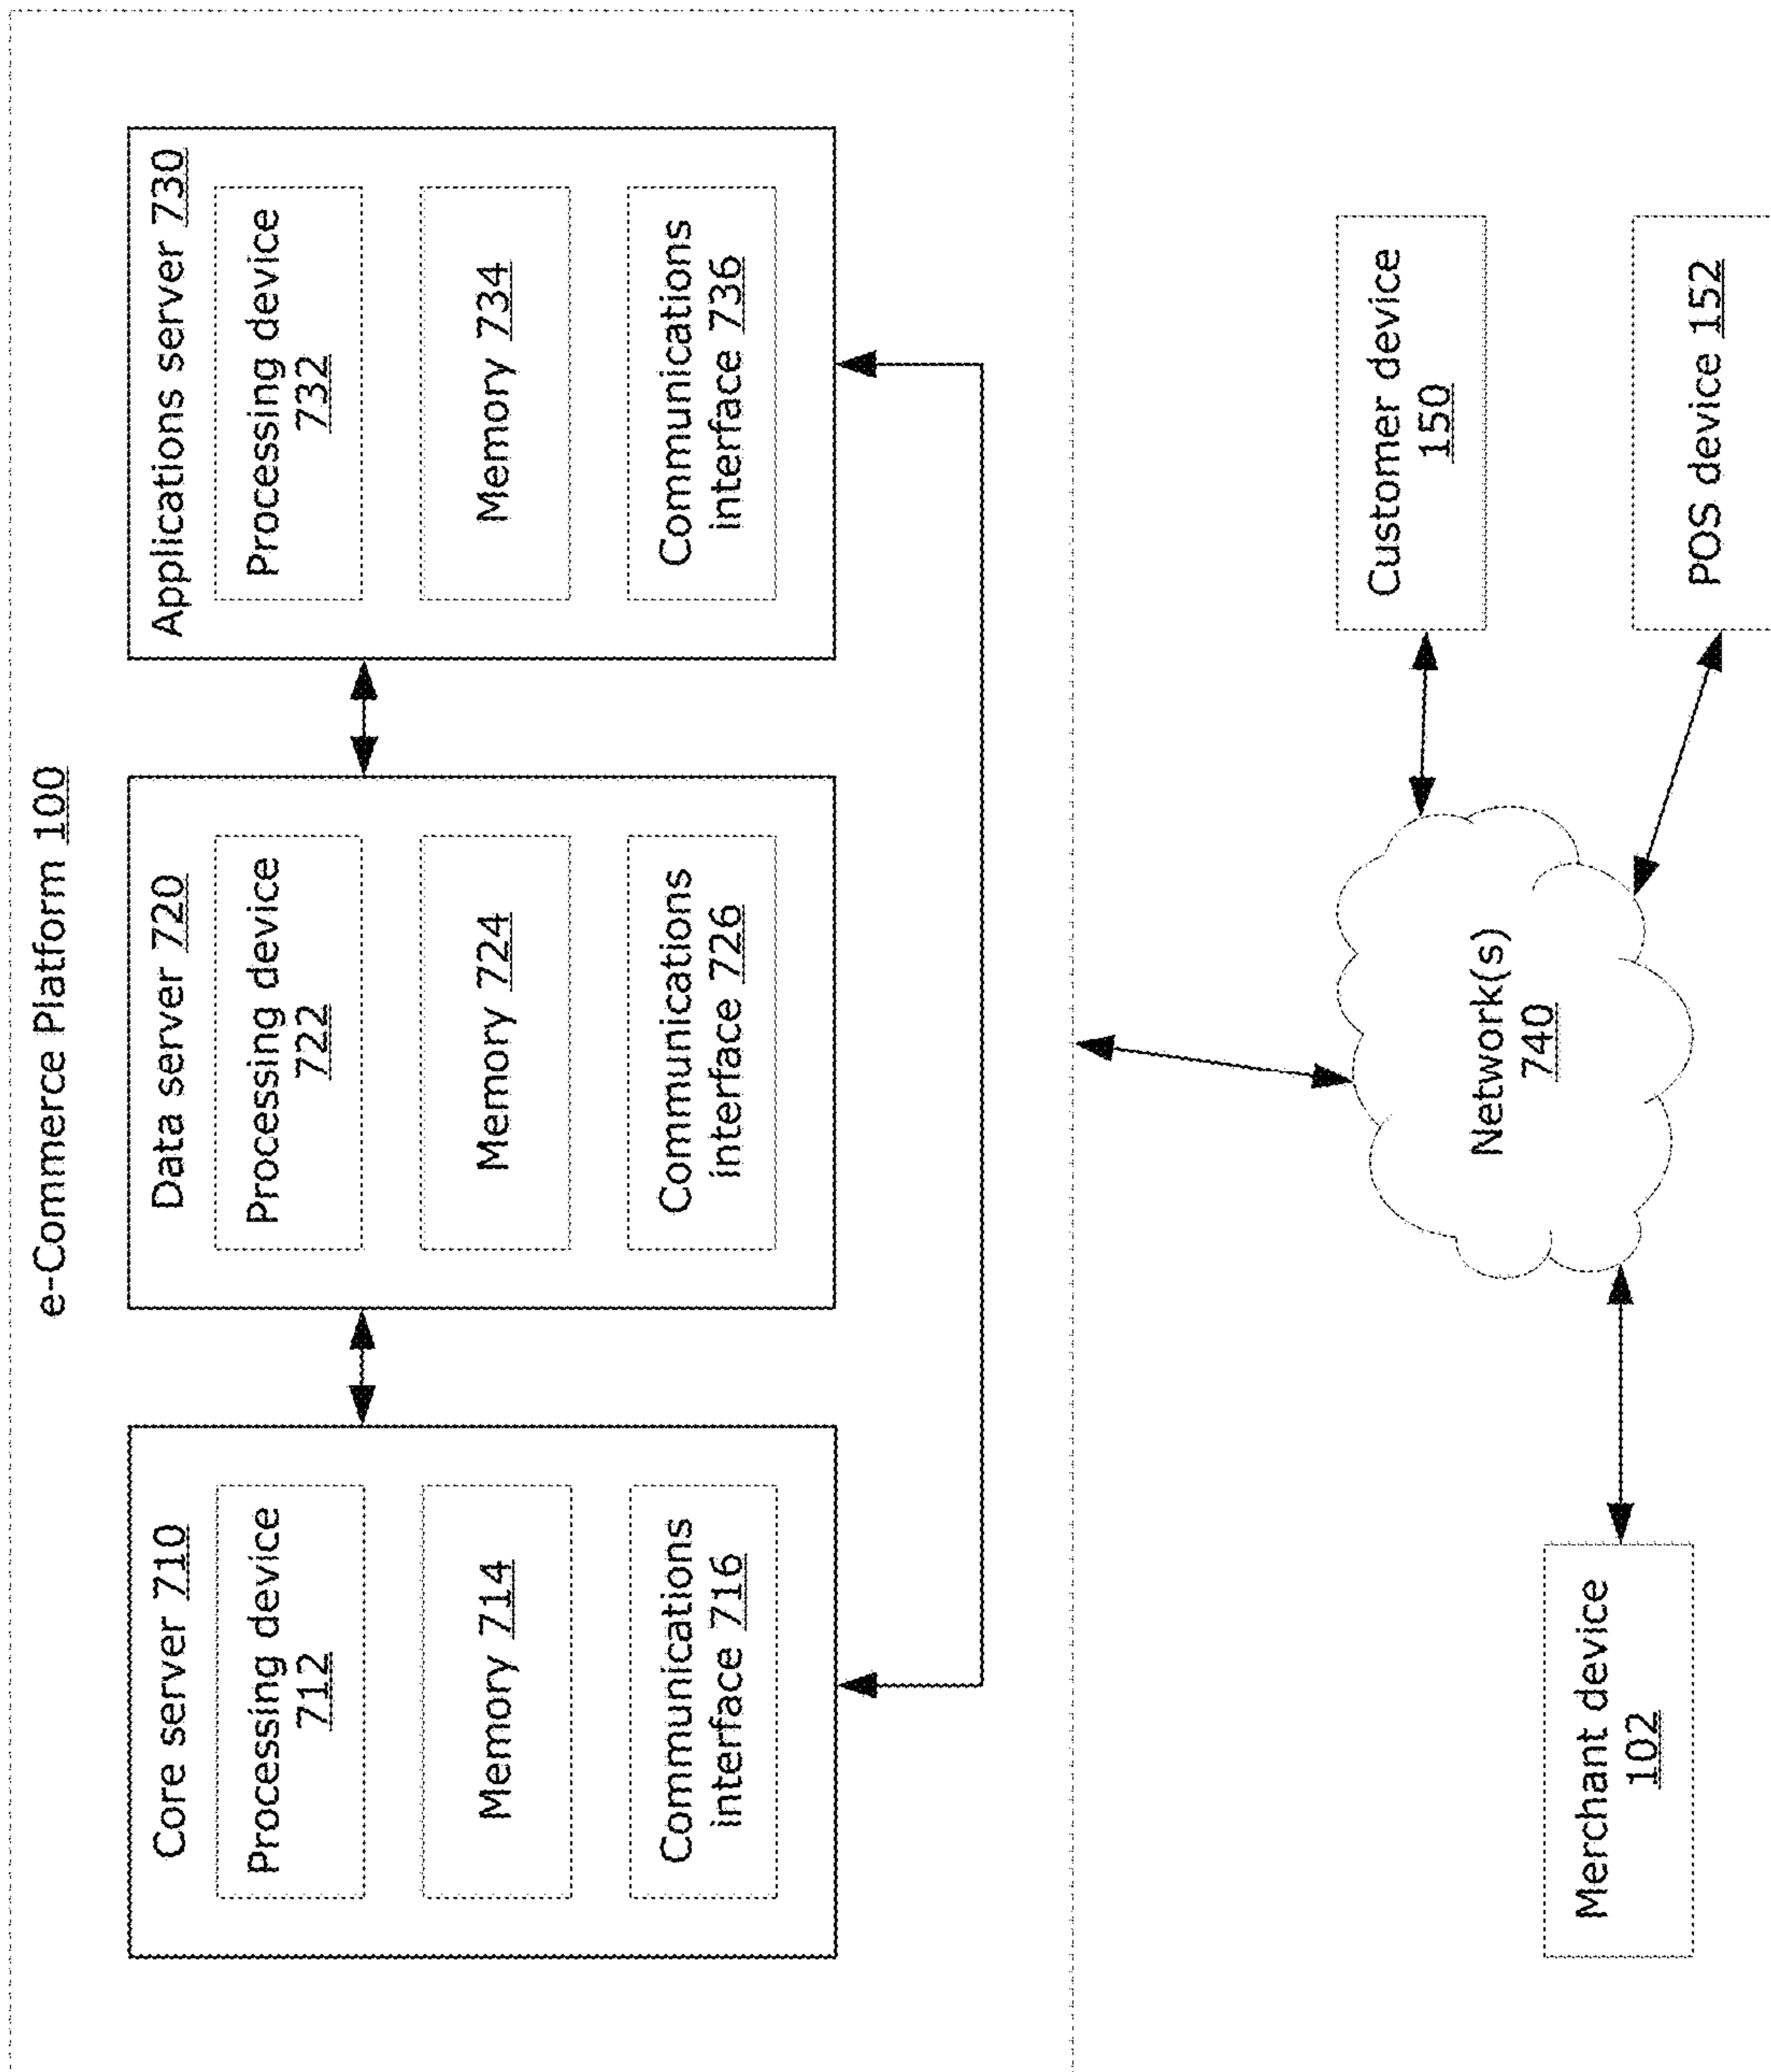 e-Commerce Platform 100
Core server 710
Processing device
712
Memory 714
Communications
interface 716
Data server 720
Processing device
722
Memory 724
Communications
interface 726
Applications server 730
Processing device
732
Memory 734
Communications
interface 736
Network(s)
740
Merchant device
102
Customer device
150
POS device 152